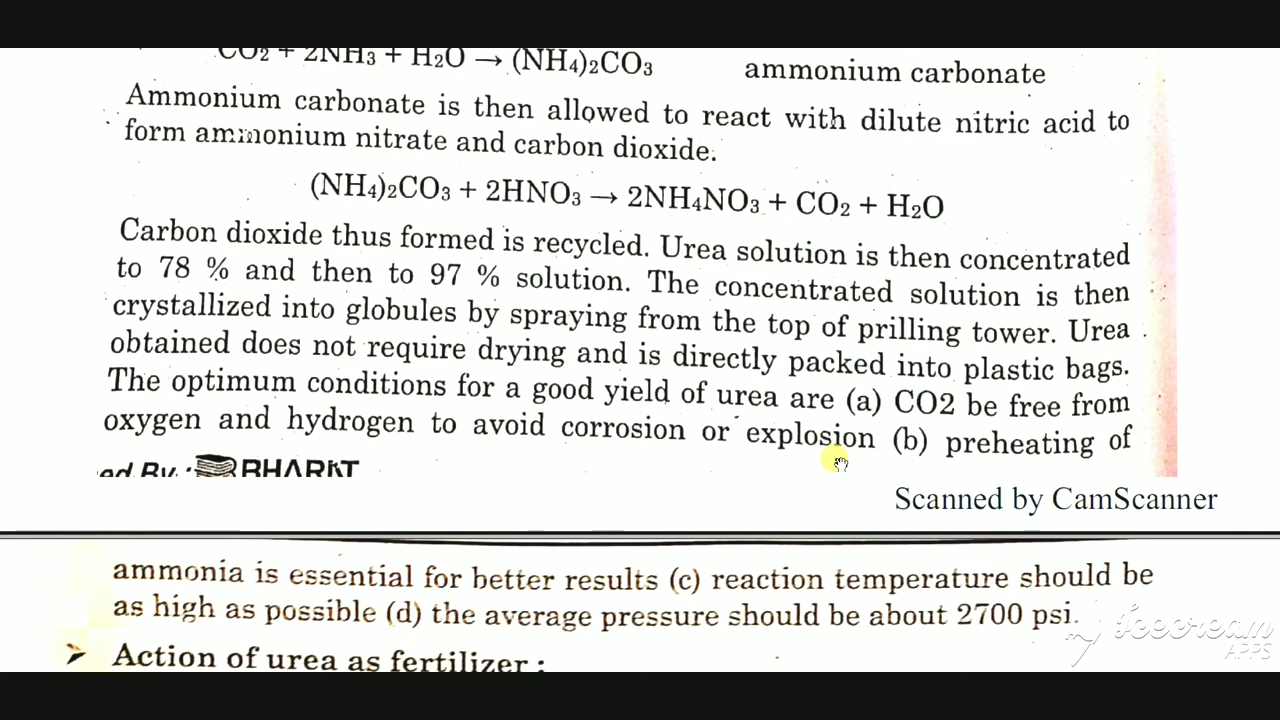 CO₂ + 2NH₃ + H₂O → (NH₄)₂CO₃ ammonium carbonate
Ammonium carbonate is then allowed to react with dilute nitric acid to
form ammonium nitrate and carbon dioxide.
(NH₄)₂CO₃ + 2HNO₃ → 2NH₄NO₃ + CO₂ + H₂O
Carbon dioxide thus formed is recycled. Urea solution is then concentrated
to 78 % and then to 97 % solution. The concentrated solution is then
crystallized into globules by spraying from the top of prilling tower. Urea
obtained does not require drying and is directly packed into plastic bags.
The optimum conditions for a good yield of urea are (a) CO2 be free from
oxygen and hydrogen to avoid corrosion or explosion (b) preheating of
ed By : BHARAT
Scanned by CamScanner
ammonia is essential for better results (c) reaction temperature should be
as high as possible (d) the average pressure should be about 2700 psi.
icecream
APPS
➤ Action of urea as fertilizer :